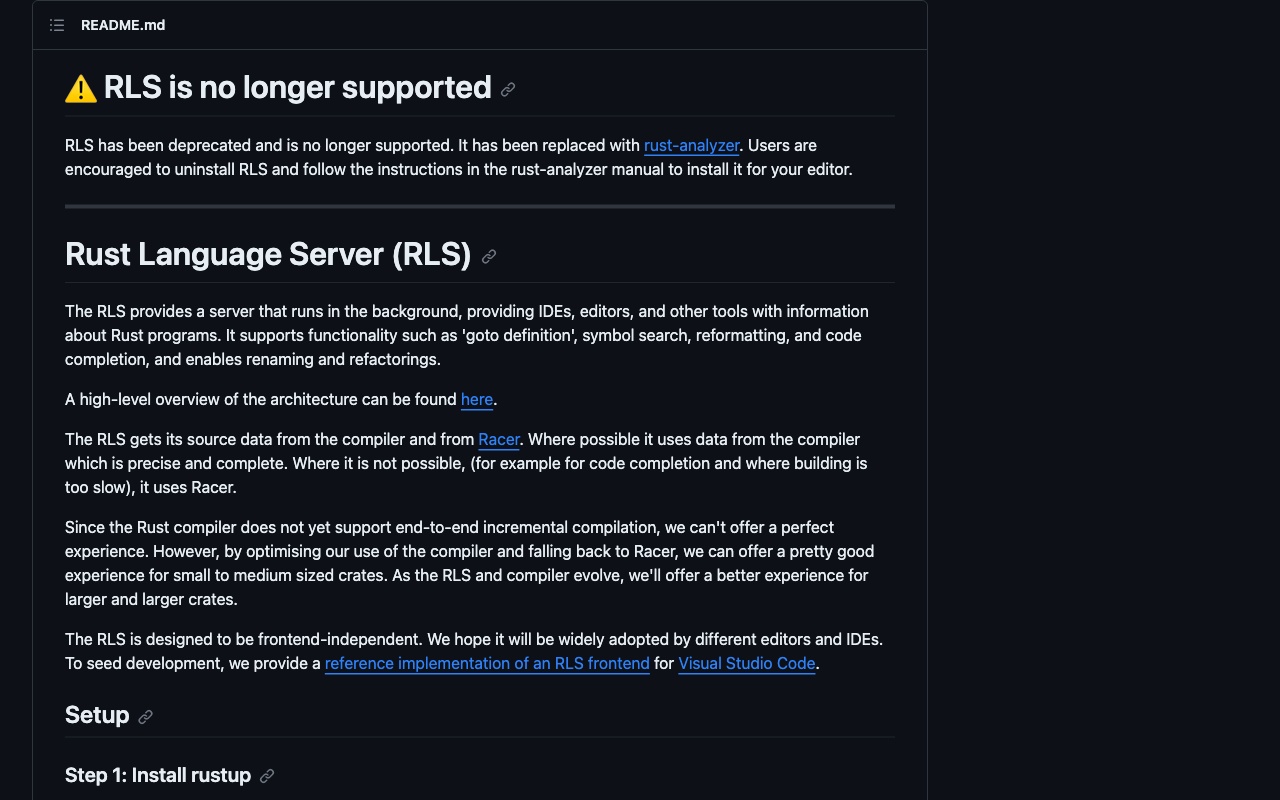 README.md
⚠️ RLS is no longer supported
RLS has been deprecated and is no longer supported. It has been replaced with rust-analyzer. Users are
encouraged to uninstall RLS and follow the instructions in the rust-analyzer manual to install it for your editor.
Rust Language Server (RLS)
The RLS provides a server that runs in the background, providing IDEs, editors, and other tools with information
about Rust programs. It supports functionality such as 'goto definition', symbol search, reformatting, and code
completion, and enables renaming and refactorings.
A high-level overview of the architecture can be found here.
The RLS gets its source data from the compiler and from Racer. Where possible it uses data from the compiler
which is precise and complete. Where it is not possible, (for example for code completion and where building is
too slow), it uses Racer.
Since the Rust compiler does not yet support end-to-end incremental compilation, we can't offer a perfect
experience. However, by optimising our use of the compiler and falling back to Racer, we can offer a pretty good
experience for small to medium sized crates. As the RLS and compiler evolve, we'll offer a better experience for
larger and larger crates.
The RLS is designed to be frontend-independent. We hope it will be widely adopted by different editors and IDEs.
To seed development, we provide a reference implementation of an RLS frontend for Visual Studio Code.
Setup
Step 1: Install rustup